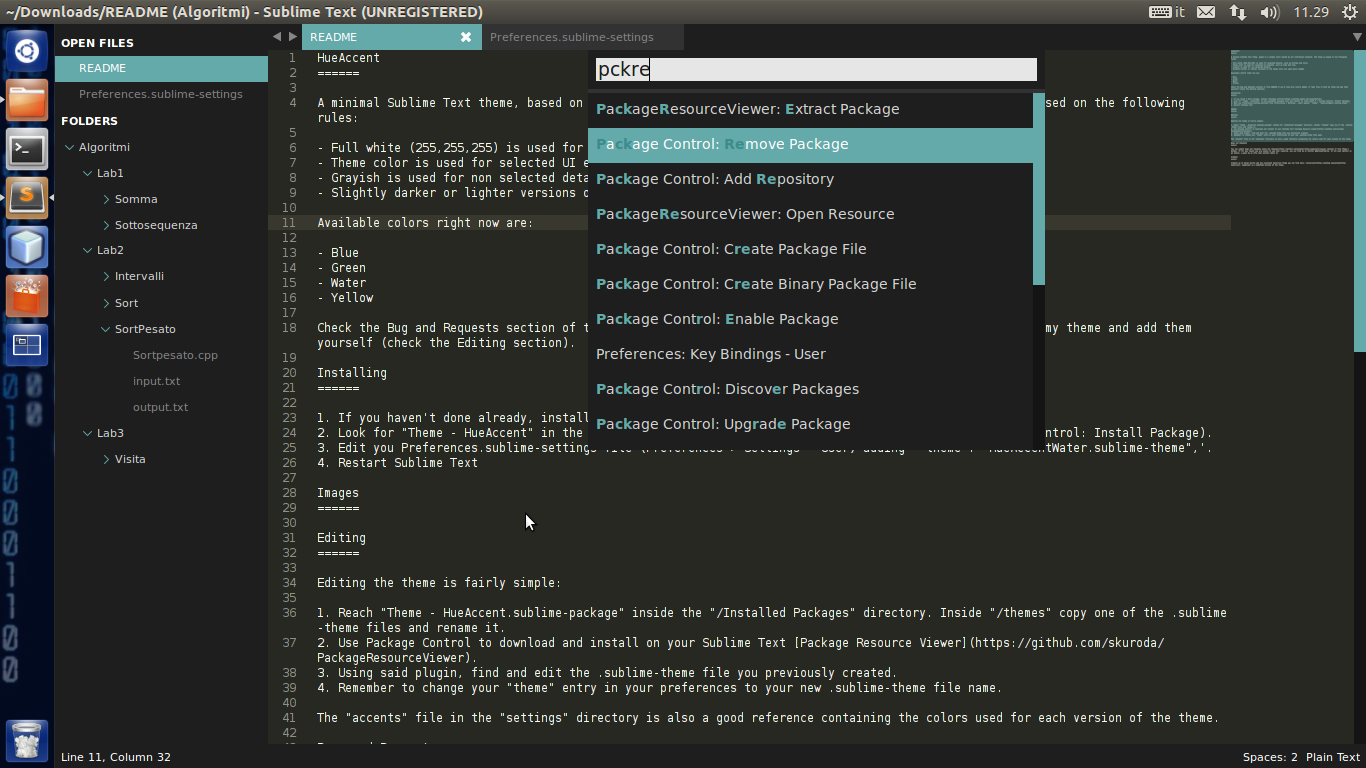 ~/Downloads/README (Algoritmi) - Sublime Text (UNREGISTERED)
it
11.29
OPEN FILES
README
Preferences.sublime-settings
FOLDERS
Algoritmi
Lab1
Somma
Sottosequenza
Lab2
Intervalli
Sort
SortPesato
Sortpesato.cpp
input.txt
output.txt
Lab3
Visita
README
Preferences.sublime-settings
pckre
PackageResourceViewer: Extract Package
Package Control: Remove Package
Package Control: Add Repository
PackageResourceViewer: Open Resource
Package Control: Create Package File
Package Control: Create Binary Package File
Package Control: Enable Package
Preferences: Key Bindings - User
Package Control: Discover Packages
Package Control: Upgrade Package
1 HueAccent
2 ======
3
4 A minimal Sublime Text theme, based on sed on the following
rules:
5
6 - Full white (255,255,255) is used for
7 - Theme color is used for selected UI e
8 - Grayish is used for non selected deta
9 - Slightly darker or lighter versions o
10
11 Available colors right now are:
12
13 - Blue
14 - Green
15 - Water
16 - Yellow
17
18 Check the Bug and Requests section of t my theme and add them
yourself (check the Editing section).
19
20 Installing
21 ======
22
23 1. If you haven't done already, install
24 2. Look for "Theme - HueAccent" in the ntrol: Install Package).
25 3. Edit you Preferences.sublime-settings file (Preferences > Settings - User) adding '"theme": "HueAccentWater.sublime-theme",'.
26 4. Restart Sublime Text
27
28 Images
29 ======
30
31 Editing
32 ======
33
34 Editing the theme is fairly simple:
35
36 1. Reach "Theme - HueAccent.sublime-package" inside the "/Installed Packages" directory. Inside "/themes" copy one of the .sublime
-theme files and rename it.
37 2. Use Package Control to download and install on your Sublime Text [Package Resource Viewer](https://github.com/skuroda/
PackageResourceViewer).
38 3. Using said plugin, find and edit the .sublime-theme file you previously created.
39 4. Remember to change your "theme" entry in your preferences to your new .sublime-theme file name.
40
41 The "accents" file in the "settings" directory is also a good reference containing the colors used for each version of the theme.
42
Line 11, Column 32
Spaces: 2
Plain Text